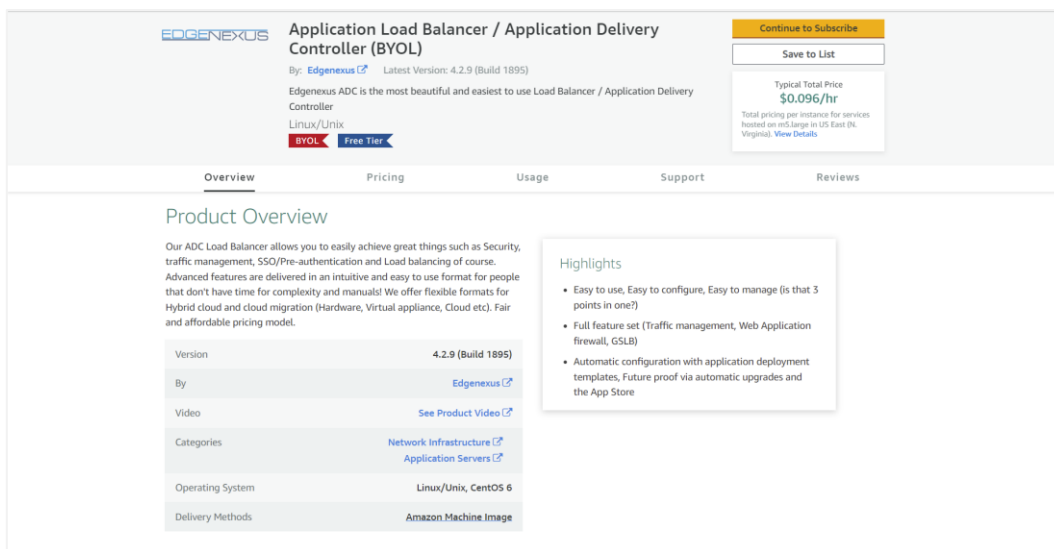 EDGENEXUS
Application Load Balancer / Application Delivery
Controller (BYOL)
By: Edgenexus Latest Version: 4.2.9 (Build 1895)
Edgenexus ADC is the most beautiful and easiest to use Load Balancer / Application Delivery
Controller
Linux/Unix
BYOL Free Tier
Continue to Subscribe
Save to List
Typical Total Price
$0.096/hr
Total pricing per instance for services
hosted on m5.large in US East (N.
Virginia). View Details
Overview Pricing Usage Support Reviews
Product Overview
Our ADC Load Balancer allows you to easily achieve great things such as Security,
traffic management, SSO/Pre-authentication and Load balancing of course.
Advanced features are delivered in an intuitive and easy to use format for people
that don't have time for complexity and manuals! We offer flexible formats for
Hybrid cloud and cloud migration (Hardware, Virtual appliance, Cloud etc). Fair
and affordable pricing model.
Version 4.2.9 (Build 1895)
By Edgenexus
Video See Product Video
Categories Network Infrastructure
Application Servers
Operating System Linux/Unix, CentOS 6
Delivery Methods Amazon Machine Image
Highlights
• Easy to use, Easy to configure, Easy to manage (is that 3
points in one?)
• Full feature set (Traffic management, Web Application
firewall, GSLB)
• Automatic configuration with application deployment
templates, Future proof via automatic upgrades and
the App Store